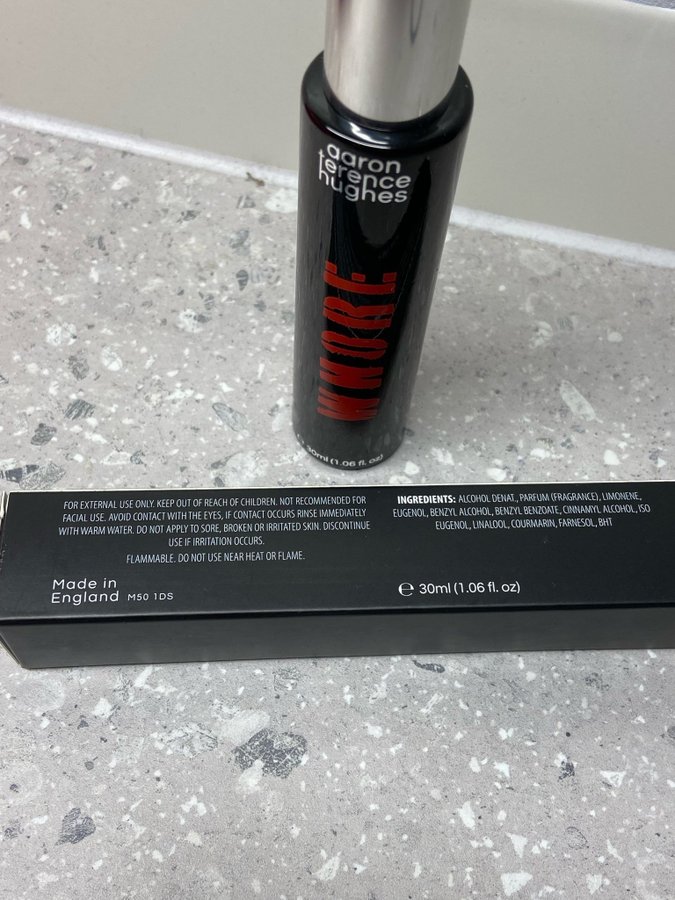 aaron
terence
hughes
WNORE
30ml (1.06 fl. oz)
FOR EXTERNAL USE ONLY. KEEP OUT OF REACH OF CHILDREN. NOT RECOMMENDED FOR
FACIAL USE. AVOID CONTACT WITH THE EYES, IF CONTACT OCCURS RINSE IMMEDIATELY
WITH WARM WATER. DO NOT APPLY TO SORE, BROKEN OR IRRITATED SKIN. DISCONTINUE
USE IF IRRITATION OCCURS.
FLAMMABLE. DO NOT USE NEAR HEAT OR FLAME.
Made in
England M50 1DS
INGREDIENTS: ALCOHOL DENAT., PARFUM (FRAGRANCE), LIMONENE,
EUGENOL, BENZYL ALCOHOL, BENZYL BENZOATE, CINNAMYL ALCOHOL, ISO
EUGENOL, LINALOOL, COURMARIN, FARNESOL, BHT
℮ 30ml (1.06 fl. oz)